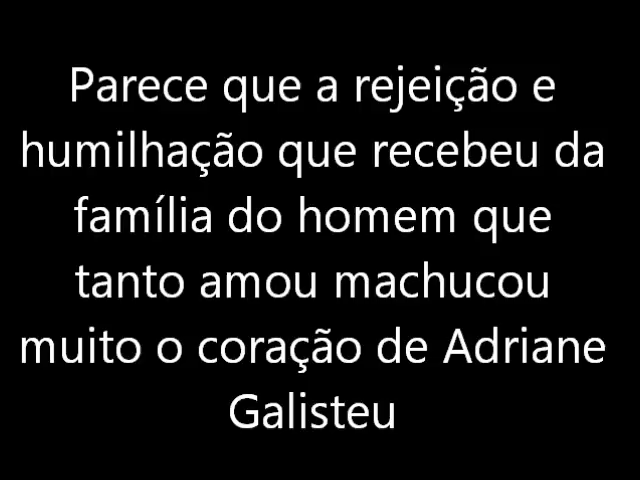 Parece que a rejeição e
humilhação que recebeu da
família do homem que
tanto amou machucou
muito o coração de Adriane
Galisteu